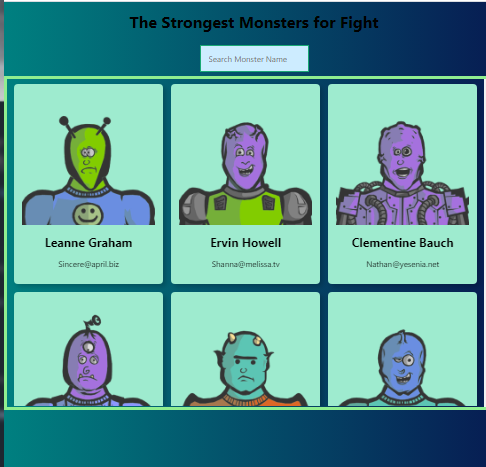 The Strongest Monsters for Fight
Search Monster Name
Leanne Graham
Ervin Howell
Clementine Bauch
Sincere@april.biz
Shanna@melissa.tv
Nathan@yesenia.net